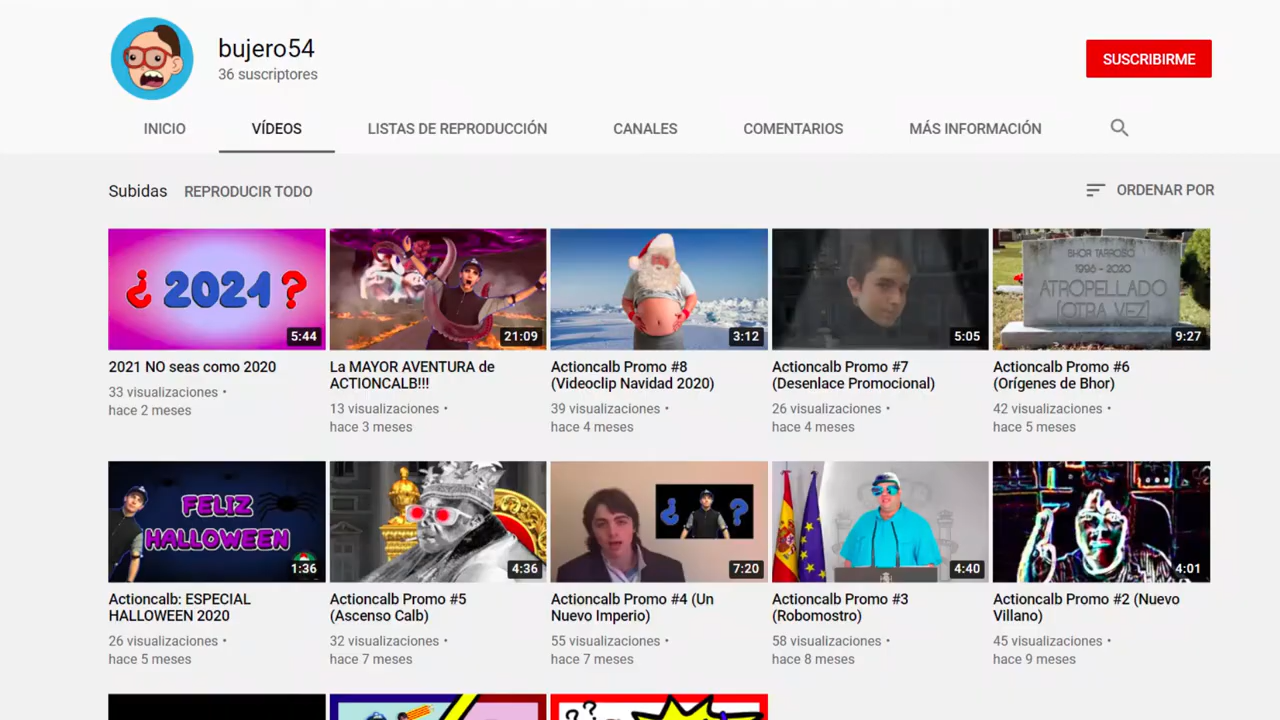 bujero54
36 suscriptores
SUSCRIBIRME
INICIO
VÍDEOS
LISTAS DE REPRODUCCIÓN
CANALES
COMENTARIOS
MÁS INFORMACIÓN
Subidas
REPRODUCIR TODO
ORDENAR POR
¿ 2021 ?
5:44
21:09
3:12
5:05
BHOR TARROSO
1996 - 2020
ATROPELLADO
(OTRA VEZ)
9:27
2021 NO seas como 2020
33 visualizaciones •
hace 2 meses
La MAYOR AVENTURA de
ACTIONCALB!!!
13 visualizaciones •
hace 3 meses
Actioncalb Promo #8
(Videoclip Navidad 2020)
39 visualizaciones •
hace 4 meses
Actioncalb Promo #7
(Desenlace Promocional)
26 visualizaciones •
hace 4 meses
Actioncalb Promo #6
(Orígenes de Bhor)
42 visualizaciones •
hace 5 meses
FELIZ
HALLOWEEN
1:36
4:36
¿ ?
7:20
4:40
4:01
Actioncalb: ESPECIAL
HALLOWEEN 2020
26 visualizaciones •
hace 5 meses
Actioncalb Promo #5
(Ascenso Calb)
32 visualizaciones •
hace 7 meses
Actioncalb Promo #4 (Un
Nuevo Imperio)
55 visualizaciones •
hace 7 meses
Actioncalb Promo #3
(Robomostro)
58 visualizaciones •
hace 8 meses
Actioncalb Promo #2 (Nuevo
Villano)
45 visualizaciones •
hace 9 meses
??